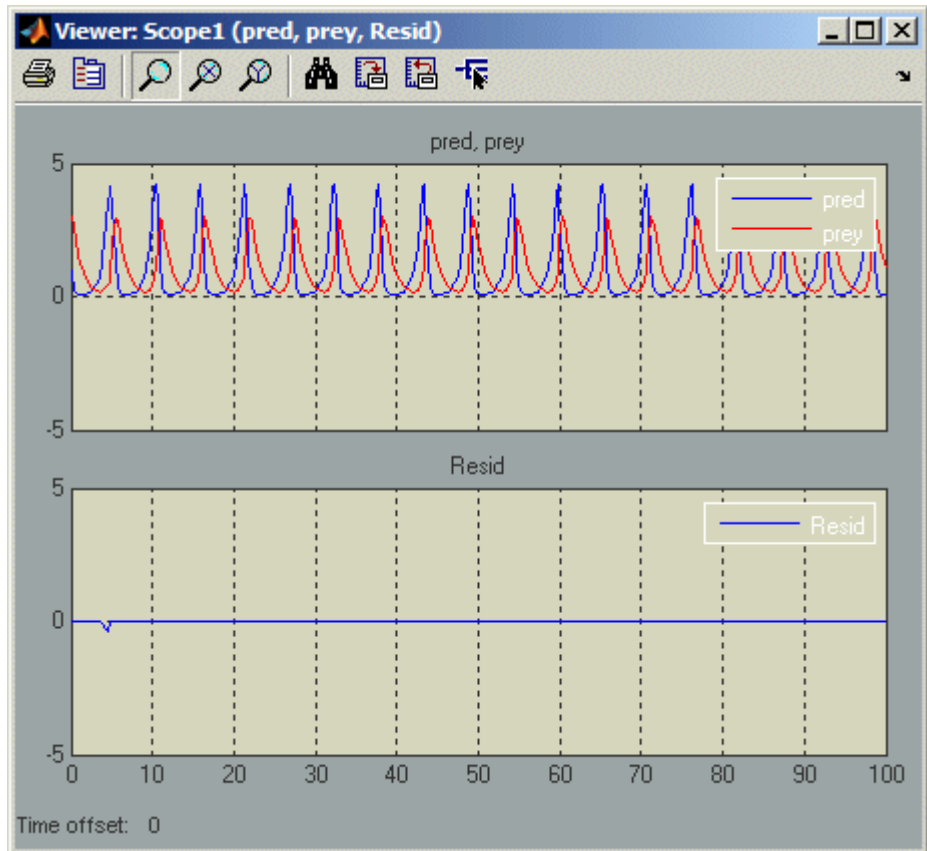 Viewer: Scope1 (pred, prey, Resid)
pred, prey
5
0
-5
pred
prey
Resid
5
0
-5
Resid
0 10 20 30 40 50 60 70 80 90 100
Time offset: 0